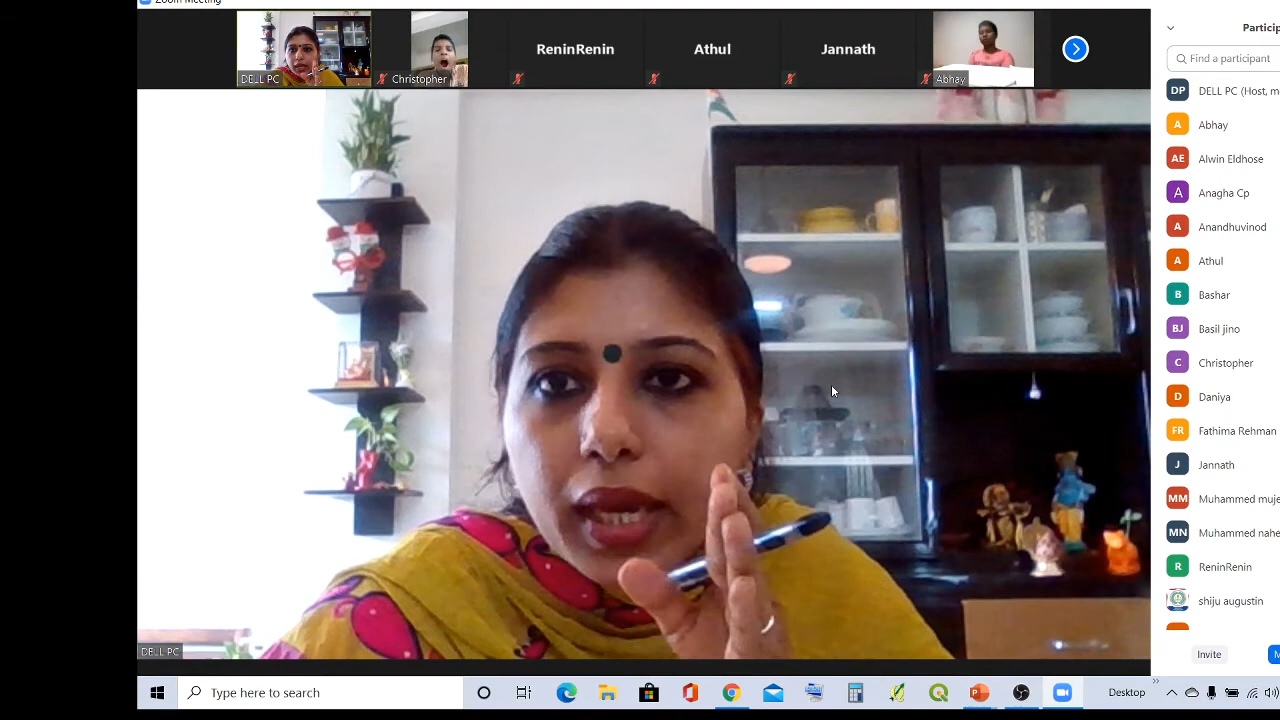 Zoom Meeting
DELL PC
Christopher
ReninRenin
Athul
Jannath
Abhay
DELL PC
Particip
Find a participant
DP DELL PC (Host, m
A Abhay
AE Alwin Eldhose
A Anagha Cp
A Anandhuvinod
A Athul
B Bashar
BJ Basil jino
C Christopher
D Daniya
FR Fathima Rehman
J Jannath
MM Muhammed muje
MN Muhammed nahe
R ReninRenin
shiju augustin
Invite
M
Type here to search
Desktop